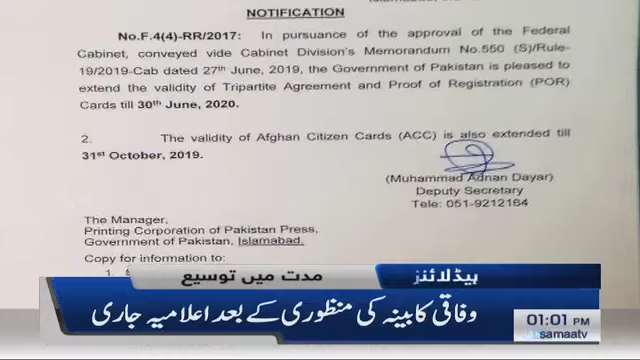 NOTIFICATION
No.F.4(4)-RR/2017: In pursuance of the approval of the Federal
Cabinet, conveyed vide Cabinet Division's Memorandum No.550 (S)/Rule-
19/2019-Cab dated 27th June, 2019, the Government of Pakistan is pleased to
extend the validity of Tripartite Agreement and Proof of Registration (POR)
Cards till 30th June, 2020.
2. The validity of Afghan Citizen Cards (ACC) is also extended till
31st October, 2019.
(Muhammad Adnan Dayar)
Deputy Secretary
Tele: 051-9212164
The Manager,
Printing Corporation of Pakistan Press,
Government of Pakistan, Islamabad.
Copy for information to:
1.
ہیڈلائنز
مدت میں توسیع
وفاقی کابینہ کی منظوری کے بعد اعلامیہ جاری
01:01 PM
samaatv